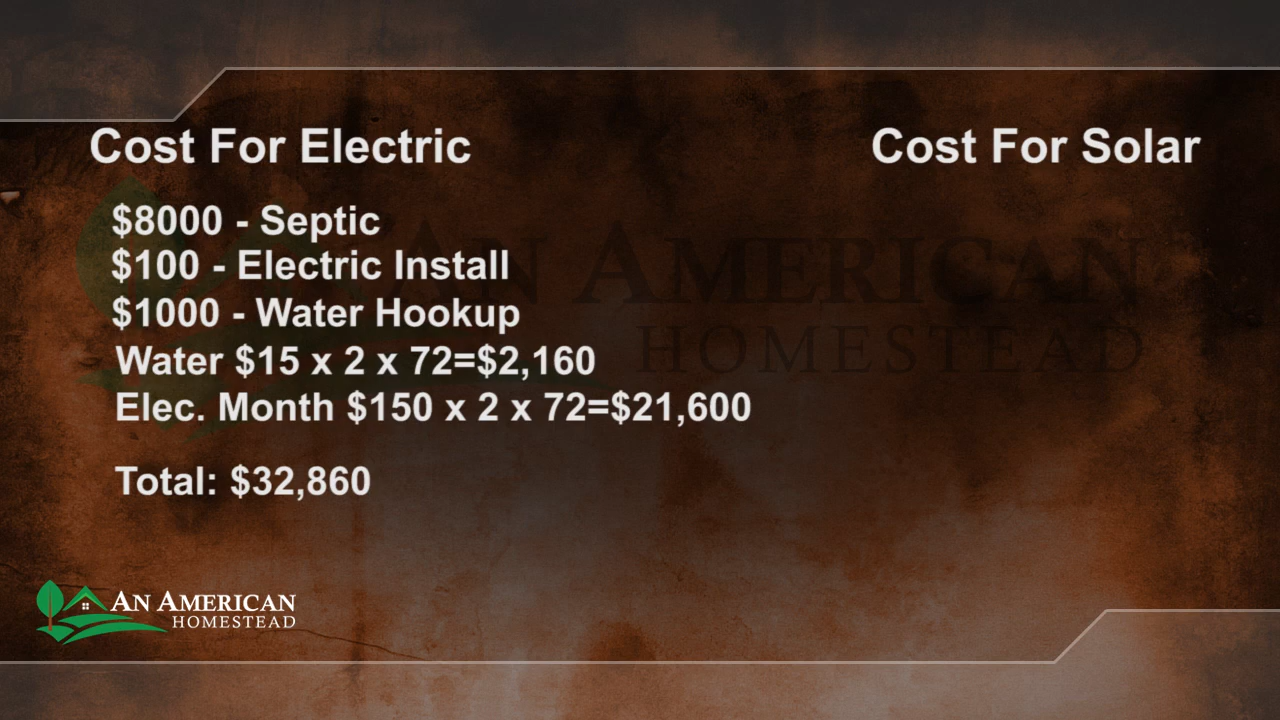 Cost For Electric
Cost For Solar
$8000 - Septic
$100 - Electric Install
$1000 - Water Hookup
Water $15 x 2 x 72=$2,160
Elec. Month $150 x 2 x 72=$21,600
Total: $32,860
AN AMERICAN
HOMESTEAD
AN AMERICAN
HOMESTEAD